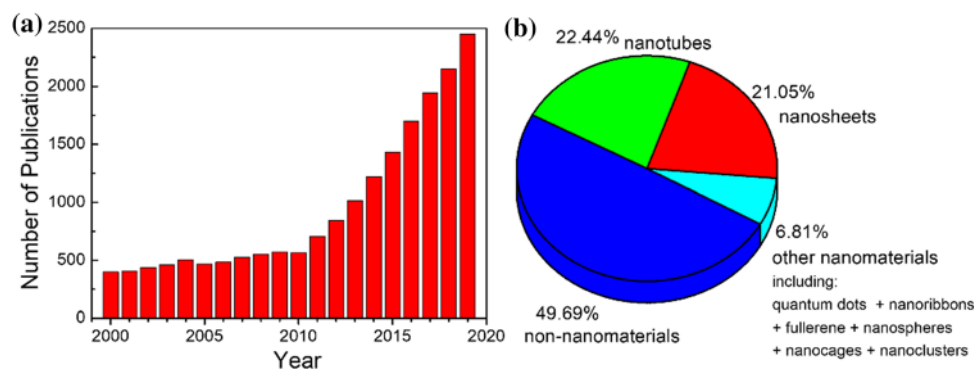 (a)
Number of Publications
2500
2000
1500
1000
500
0
2000
2005
2010
2015
2020
Year
(b)
22.44%
nanotubes
21.05%
nanosheets
6.81%
other nanomaterials
including:
quantum dots + nanoribbons
+ fullerene + nanospheres
+ nanocages + nanoclusters
49.69%
non-nanomaterials